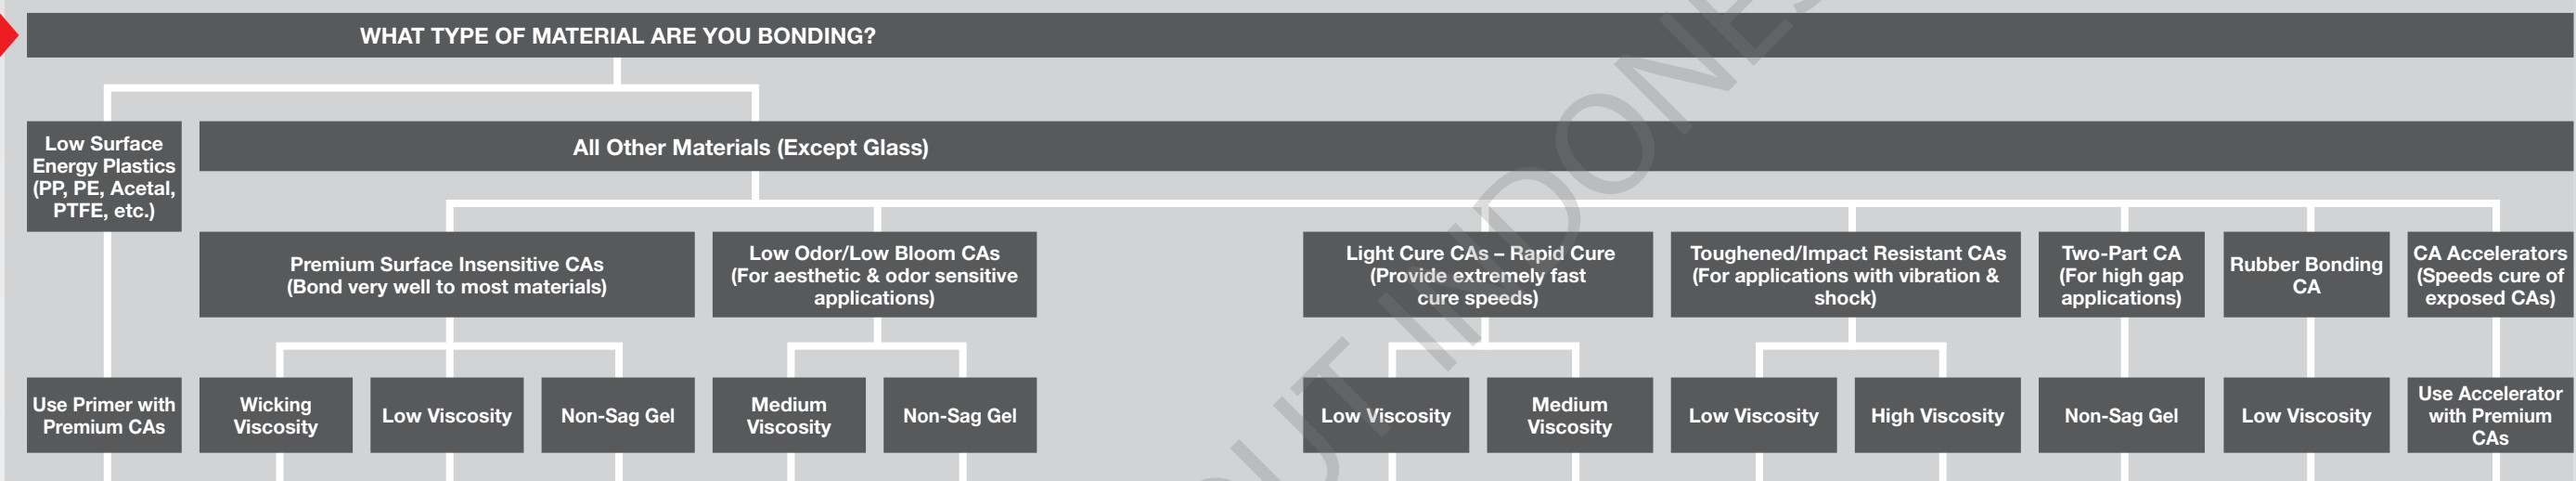 WHAT TYPE OF MATERIAL ARE YOU BONDING?
Low Surface
Energy Plastics
(PP, PE, Acetal,
PTFE, etc.)
All Other Materials (Except Glass)
Premium Surface Insensitive CAs
(Bond very well to most materials)
Low Odor/Low Bloom CAs
(For aesthetic & odor sensitive
applications)
Light Cure CAs – Rapid Cure
(Provide extremely fast
cure speeds)
Toughened/Impact Resistant CAs
(For applications with vibration &
shock)
Two-Part CA
(For high gap
applications)
Rubber Bonding
CA
CA Accelerators
(Speeds cure of
exposed CAs)
Use Primer with
Premium CAs
Wicking
Viscosity
Low Viscosity
Non-Sag Gel
Medium
Viscosity
Non-Sag Gel
Low Viscosity
Medium
Viscosity
Low Viscosity
High Viscosity
Non-Sag Gel
Low Viscosity
Use Accelerator
with Premium
CAs